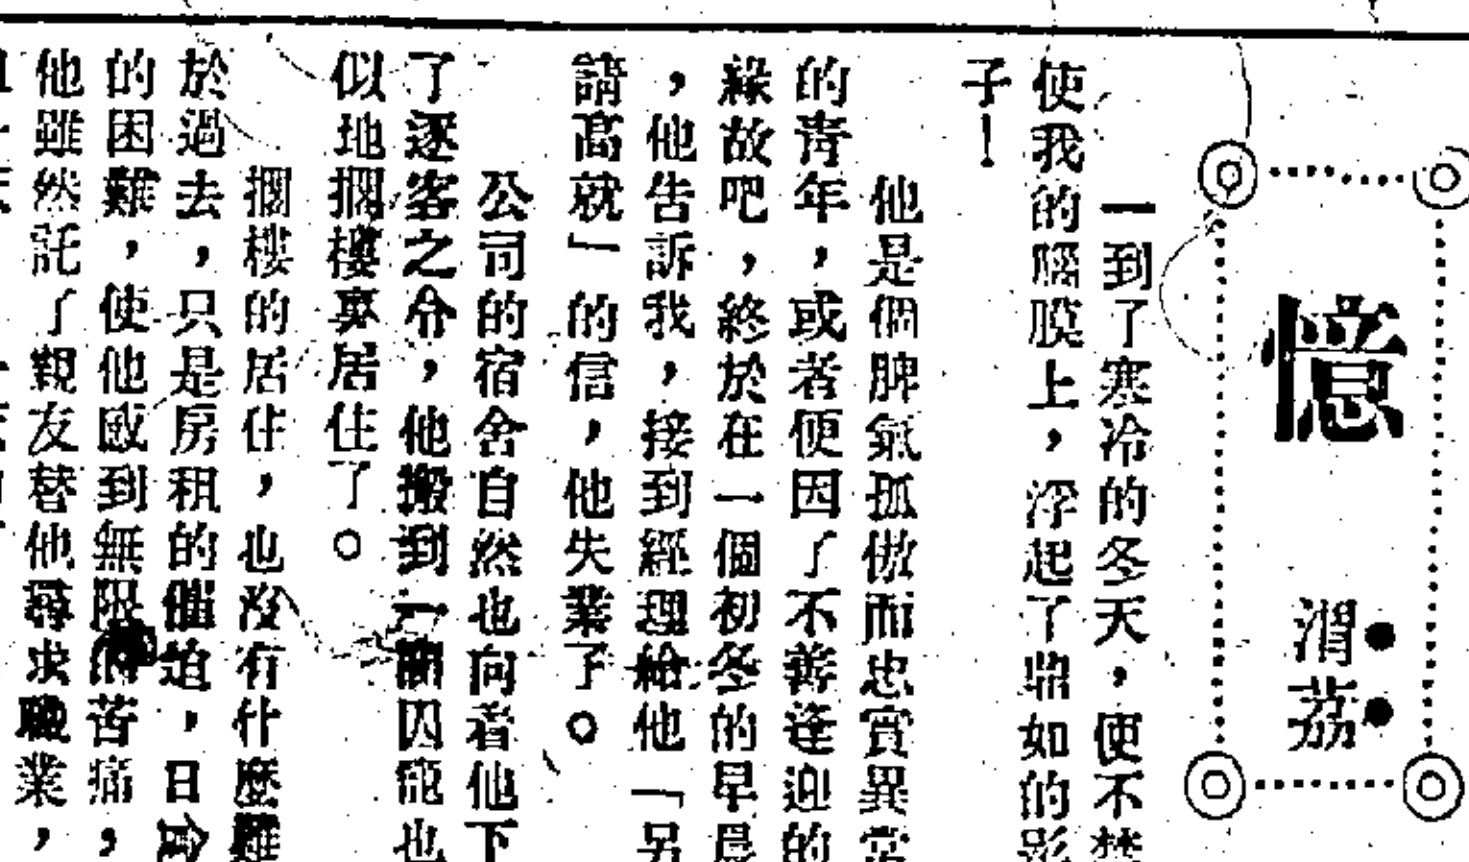 憶
渭荔
一到了寒冷的冬天，便不禁
使我的腦膜上，浮起了鼎如的影
子！
他是個脾氣孤傲而忠實異常
的青年，或者便因了不善逢迎的
緣故吧，終於在一個初冬的早晨
，他告訴我，接到經理給他「另
請高就」的信，他失業了。
公司的宿舍自然也向着他下
了逐客之令，他搬到一間囚籠也
似地擱樓裏居住了。
擱樓的居住，也沒有什麼難
於過去，只是房租的催迫，日
的困難，使他感到無限的苦痛，
他雖然託了親友替他尋求職業，